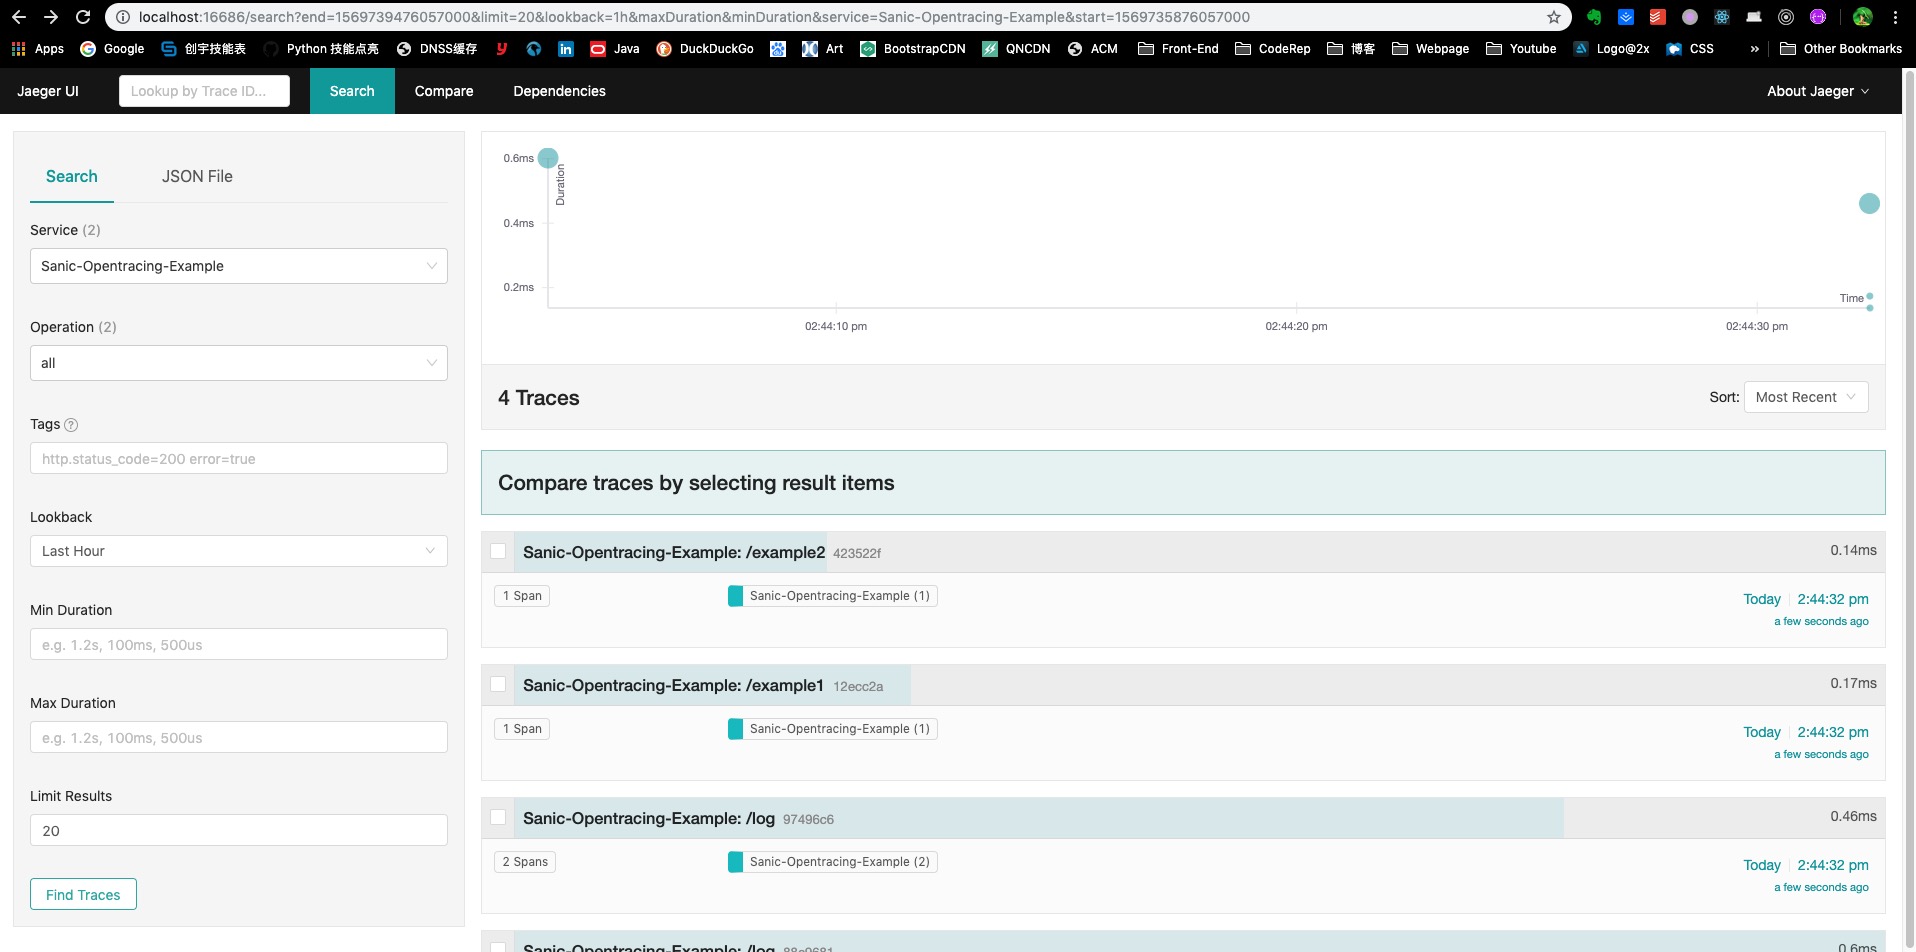 localhost:16686/search?end=1569739476057000&limit=20&lookback=1h&maxDuration&minDuration&service=Sanic-Opentracing-Example&start=1569735876057000
Apps Google 创宇技能表 Python 技能点亮 DNSS缓存 Java DuckDuckGo Art BootstrapCDN QNCDN ACM Front-End CodeRep 博客 Webpage Youtube Logo@2x CSS » Other Bookmarks
Jaeger UI Lookup by Trace ID... Search Compare Dependencies About Jaeger
Search JSON File
Service (2)
Sanic-Opentracing-Example
Operation (2)
all
Tags
http.status_code=200 error=true
Lookback
Last Hour
Min Duration
e.g. 1.2s, 100ms, 500us
Max Duration
e.g. 1.2s, 100ms, 500us
Limit Results
20
Find Traces
0.6ms
Duration
0.4ms
0.2ms
Time
02:44:10 pm 02:44:20 pm 02:44:30 pm
4 Traces Sort: Most Recent
Compare traces by selecting result items
Sanic-Opentracing-Example: /example2 423522f 0.14ms
1 Span Sanic-Opentracing-Example (1) Today 2:44:32 pm
a few seconds ago
Sanic-Opentracing-Example: /example1 12ecc2a 0.17ms
1 Span Sanic-Opentracing-Example (1) Today 2:44:32 pm
a few seconds ago
Sanic-Opentracing-Example: /log 97496c6 0.46ms
2 Spans Sanic-Opentracing-Example (2) Today 2:44:32 pm
a few seconds ago
Sanic-Opentracing-Example: /log 0.6ms